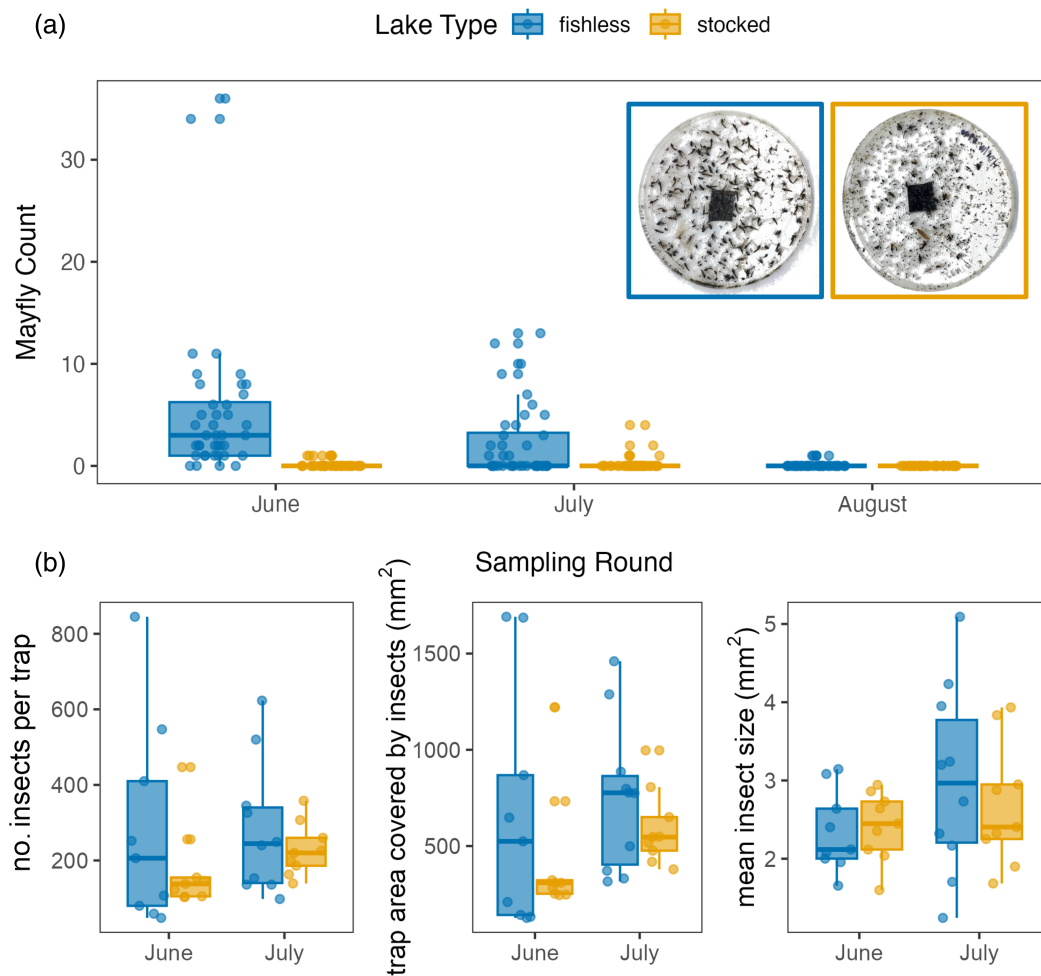 (a)
Lake Type fishless stocked
Mayfly Count
30
20
10
0
June July August
Sampling Round
(b)
no. insects per trap
800
600
400
200
June July
trap area covered by insects (mm²)
1500
1000
500
June July
mean insect size (mm²)
5
4
3
2
June July